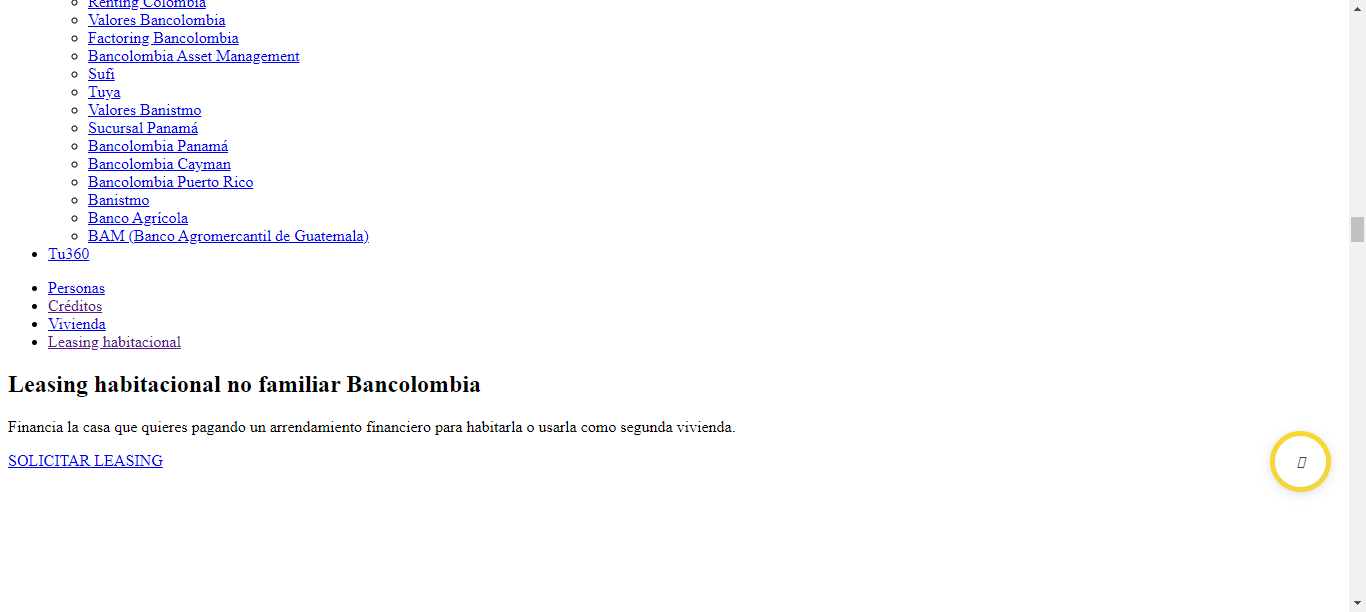 Renting Colombia
Valores Bancolombia
Factoring Bancolombia
Bancolombia Asset Management
Sufi
Tuya
Valores Banistmo
Sucursal Panamá
Bancolombia Panamá
Bancolombia Cayman
Bancolombia Puerto Rico
Banistmo
Banco Agrícola
BAM (Banco Agromercantil de Guatemala)
Tu360
Personas
Créditos
Vivienda
Leasing habitacional
Leasing habitacional no familiar Bancolombia
Financia la casa que quieres pagando un arrendamiento financiero para habitarla o usarla como segunda vivienda.
SOLICITAR LEASING